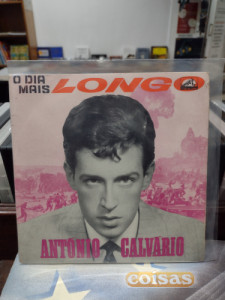 O DIA
MAIS LONGO
ANTÓNIO CALVÁRIO
coisas